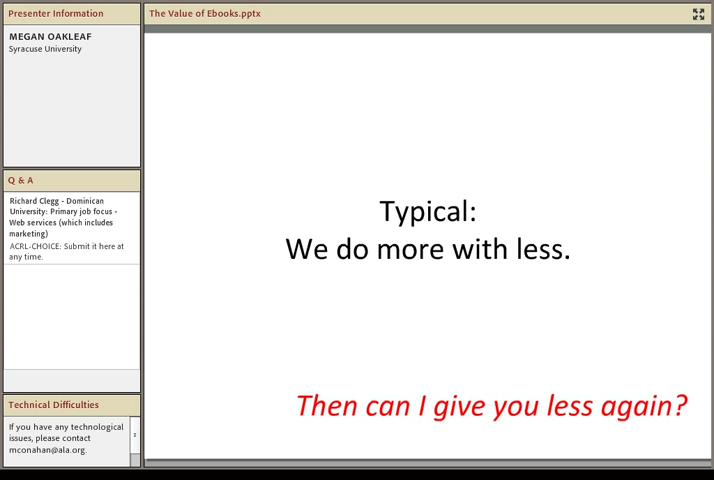 Presenter Information
MEGAN OAKLEAF
Syracuse University
Q & A
Richard Clegg - Dominican
University: Primary job focus -
Web services (which includes
marketing)
ACRL-CHOICE: Submit it here at
any time.
Technical Difficulties
If you have any technological
issues, please contact
mconahan@ala.org.
The Value of Ebooks.pptx
Typical:
We do more with less.
Then can I give you less again?